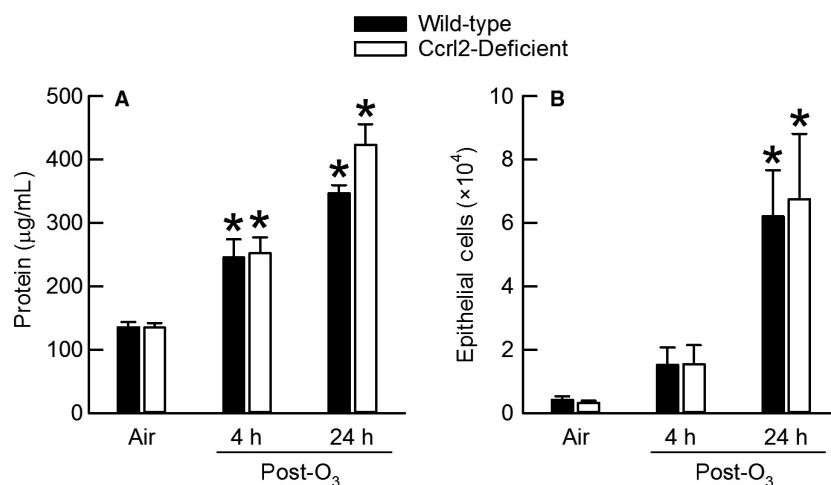 Wild-type
Ccrl2-Deficient
A
Protein (μg/mL)
500
400
300
200
100
0
* * * *
Air 4 h 24 h
Post-O₃
B
Epithelial cells (×10⁴)
10
8
6
4
2
0
* *
Air 4 h 24 h
Post-O₃